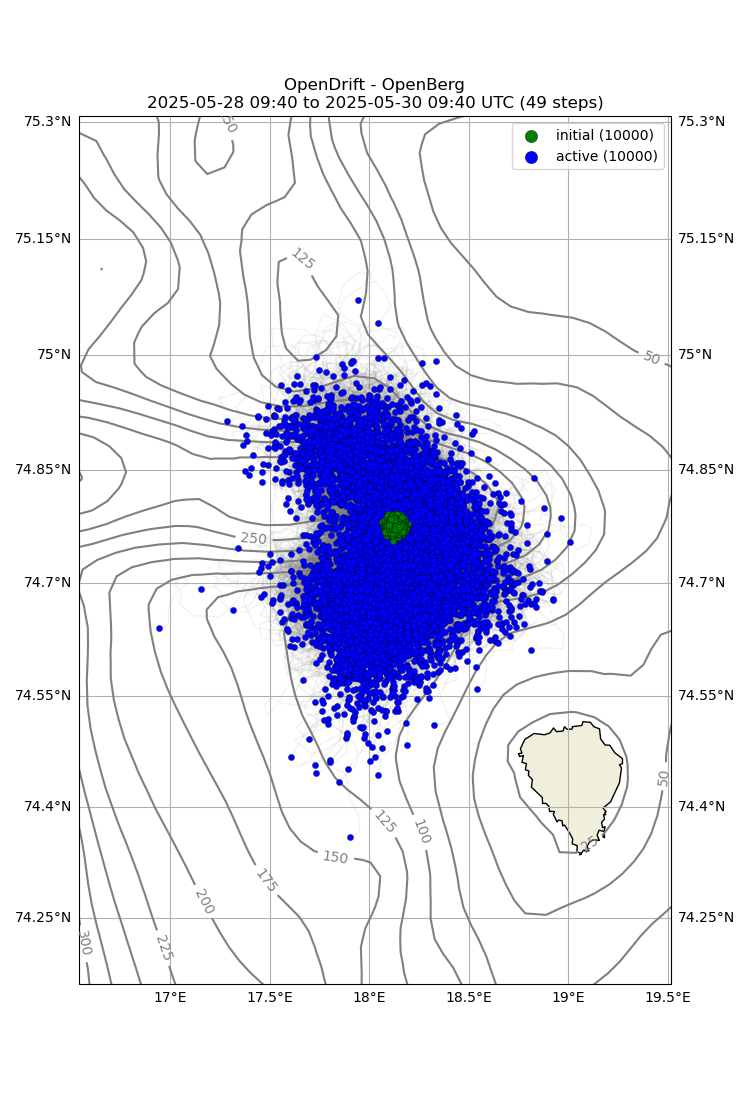 OpenDrift - OpenBerg
2025-05-28 09:40 to 2025-05-30 09:40 UTC (49 steps)
75.3°N
75.3°N
initial (10000)
active (10000)
75.15°N
75.15°N
125
75°N
75°N
50
74.85°N
74.85°N
250
74.7°N
74.7°N
74.55°N
74.55°N
50
74.4°N
74.4°N
125
100
25
150
175
200
74.25°N
74.25°N
300
225
17°E
17.5°E
18°E
18.5°E
19°E
19.5°E